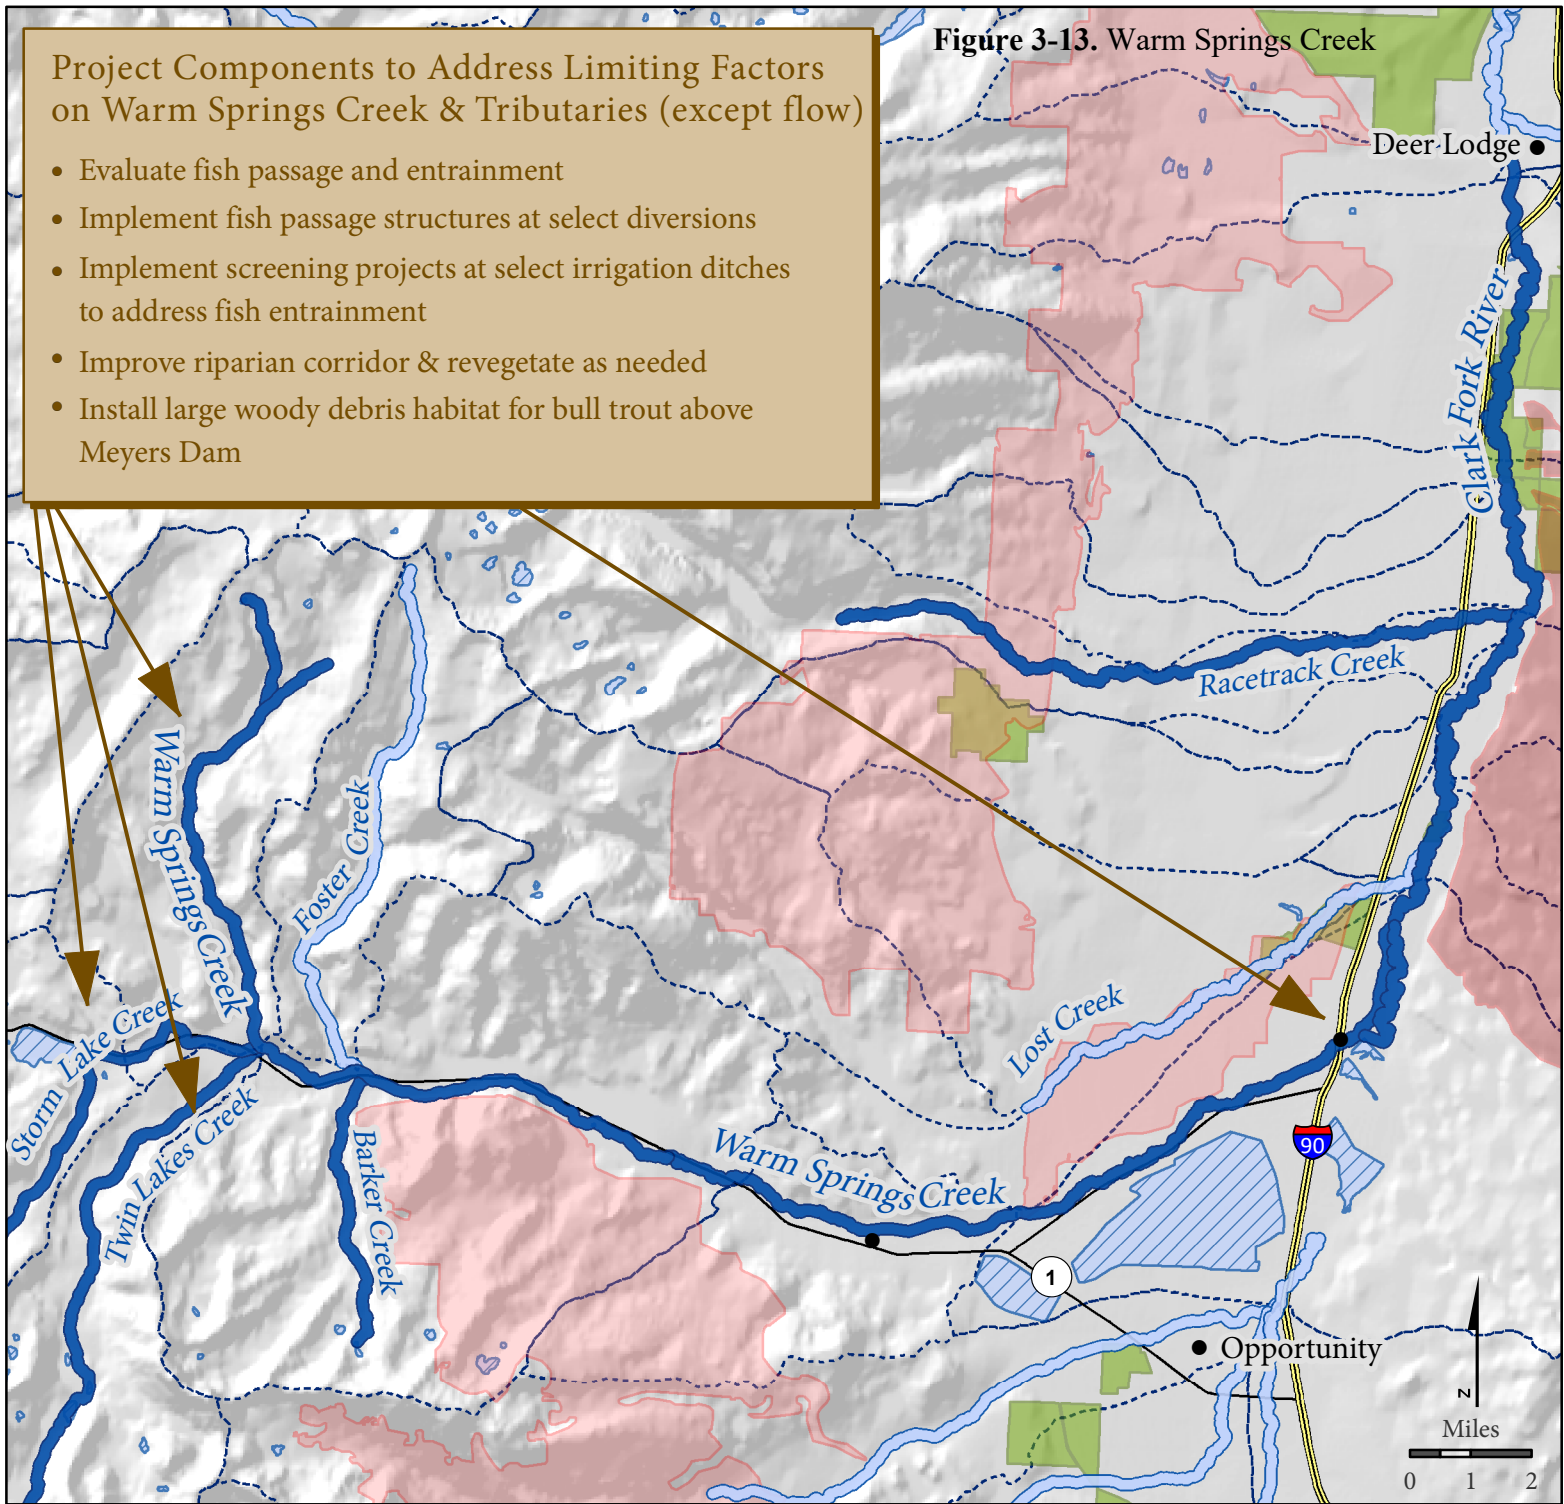 Figure 3-13. Warm Springs Creek
Project Components to Address Limiting Factors
on Warm Springs Creek & Tributaries (except flow)
• Evaluate fish passage and entrainment
• Implement fish passage structures at select diversions
• Implement screening projects at select irrigation ditches
to address fish entrainment
• Improve riparian corridor & revegetate as needed
• Install large woody debris habitat for bull trout above
Meyers Dam
Deer Lodge
Clark Fork River
Racetrack Creek
Warm Springs Creek
Foster Creek
Storm Lake Creek
Lost Creek
Twin Lakes Creek
Barker Creek
Warm Springs Creek
90
1
Opportunity
N
Miles
0 1 2